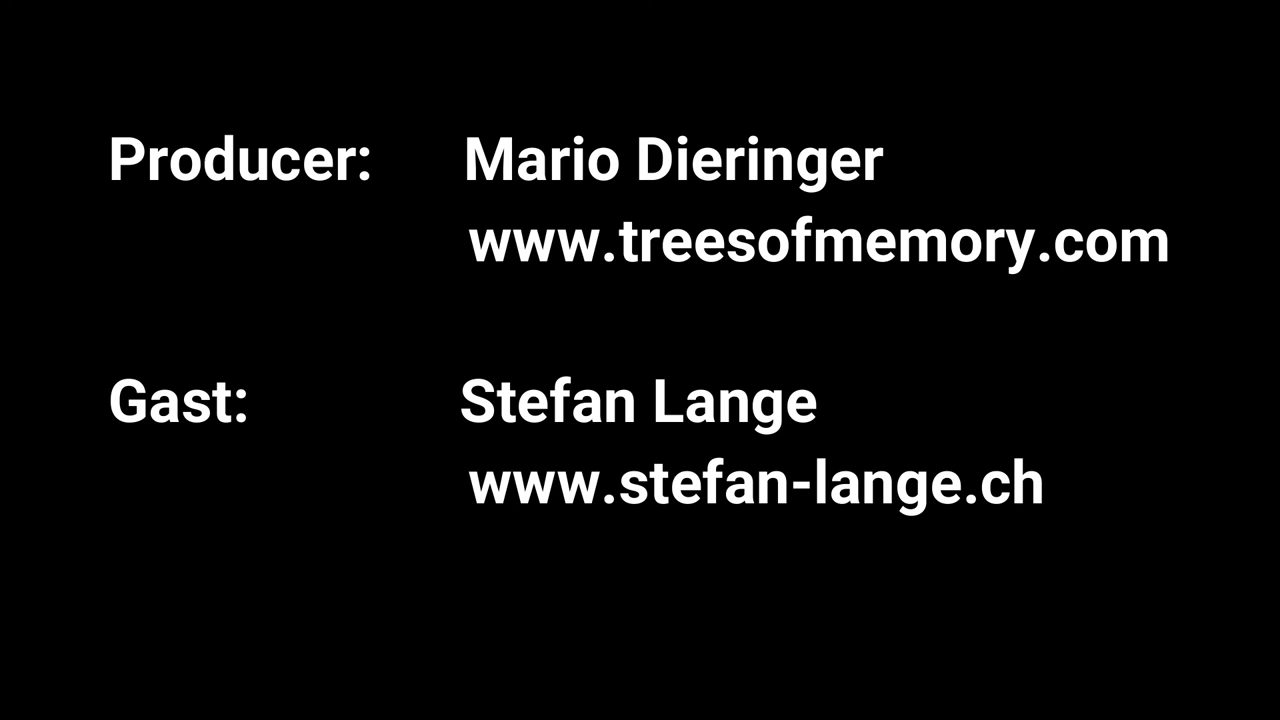 Producer: Mario Dieringer
www.treesofmemory.com
Gast: Stefan Lange
www.stefan-lange.ch